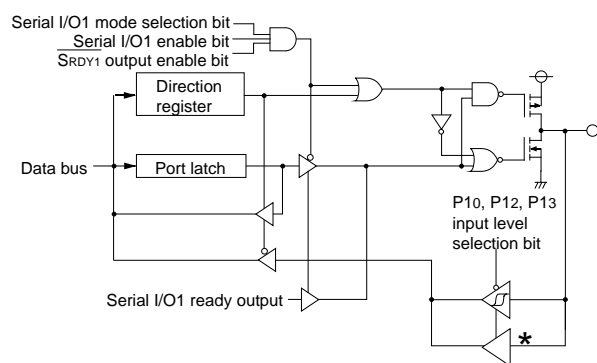 Serial I/O1 mode selection bit
Serial I/O1 enable bit
SRDY1 output enable bit
Direction
register
Data bus
Port latch
P10, P12, P13
input level
selection bit
Serial I/O1 ready output
*